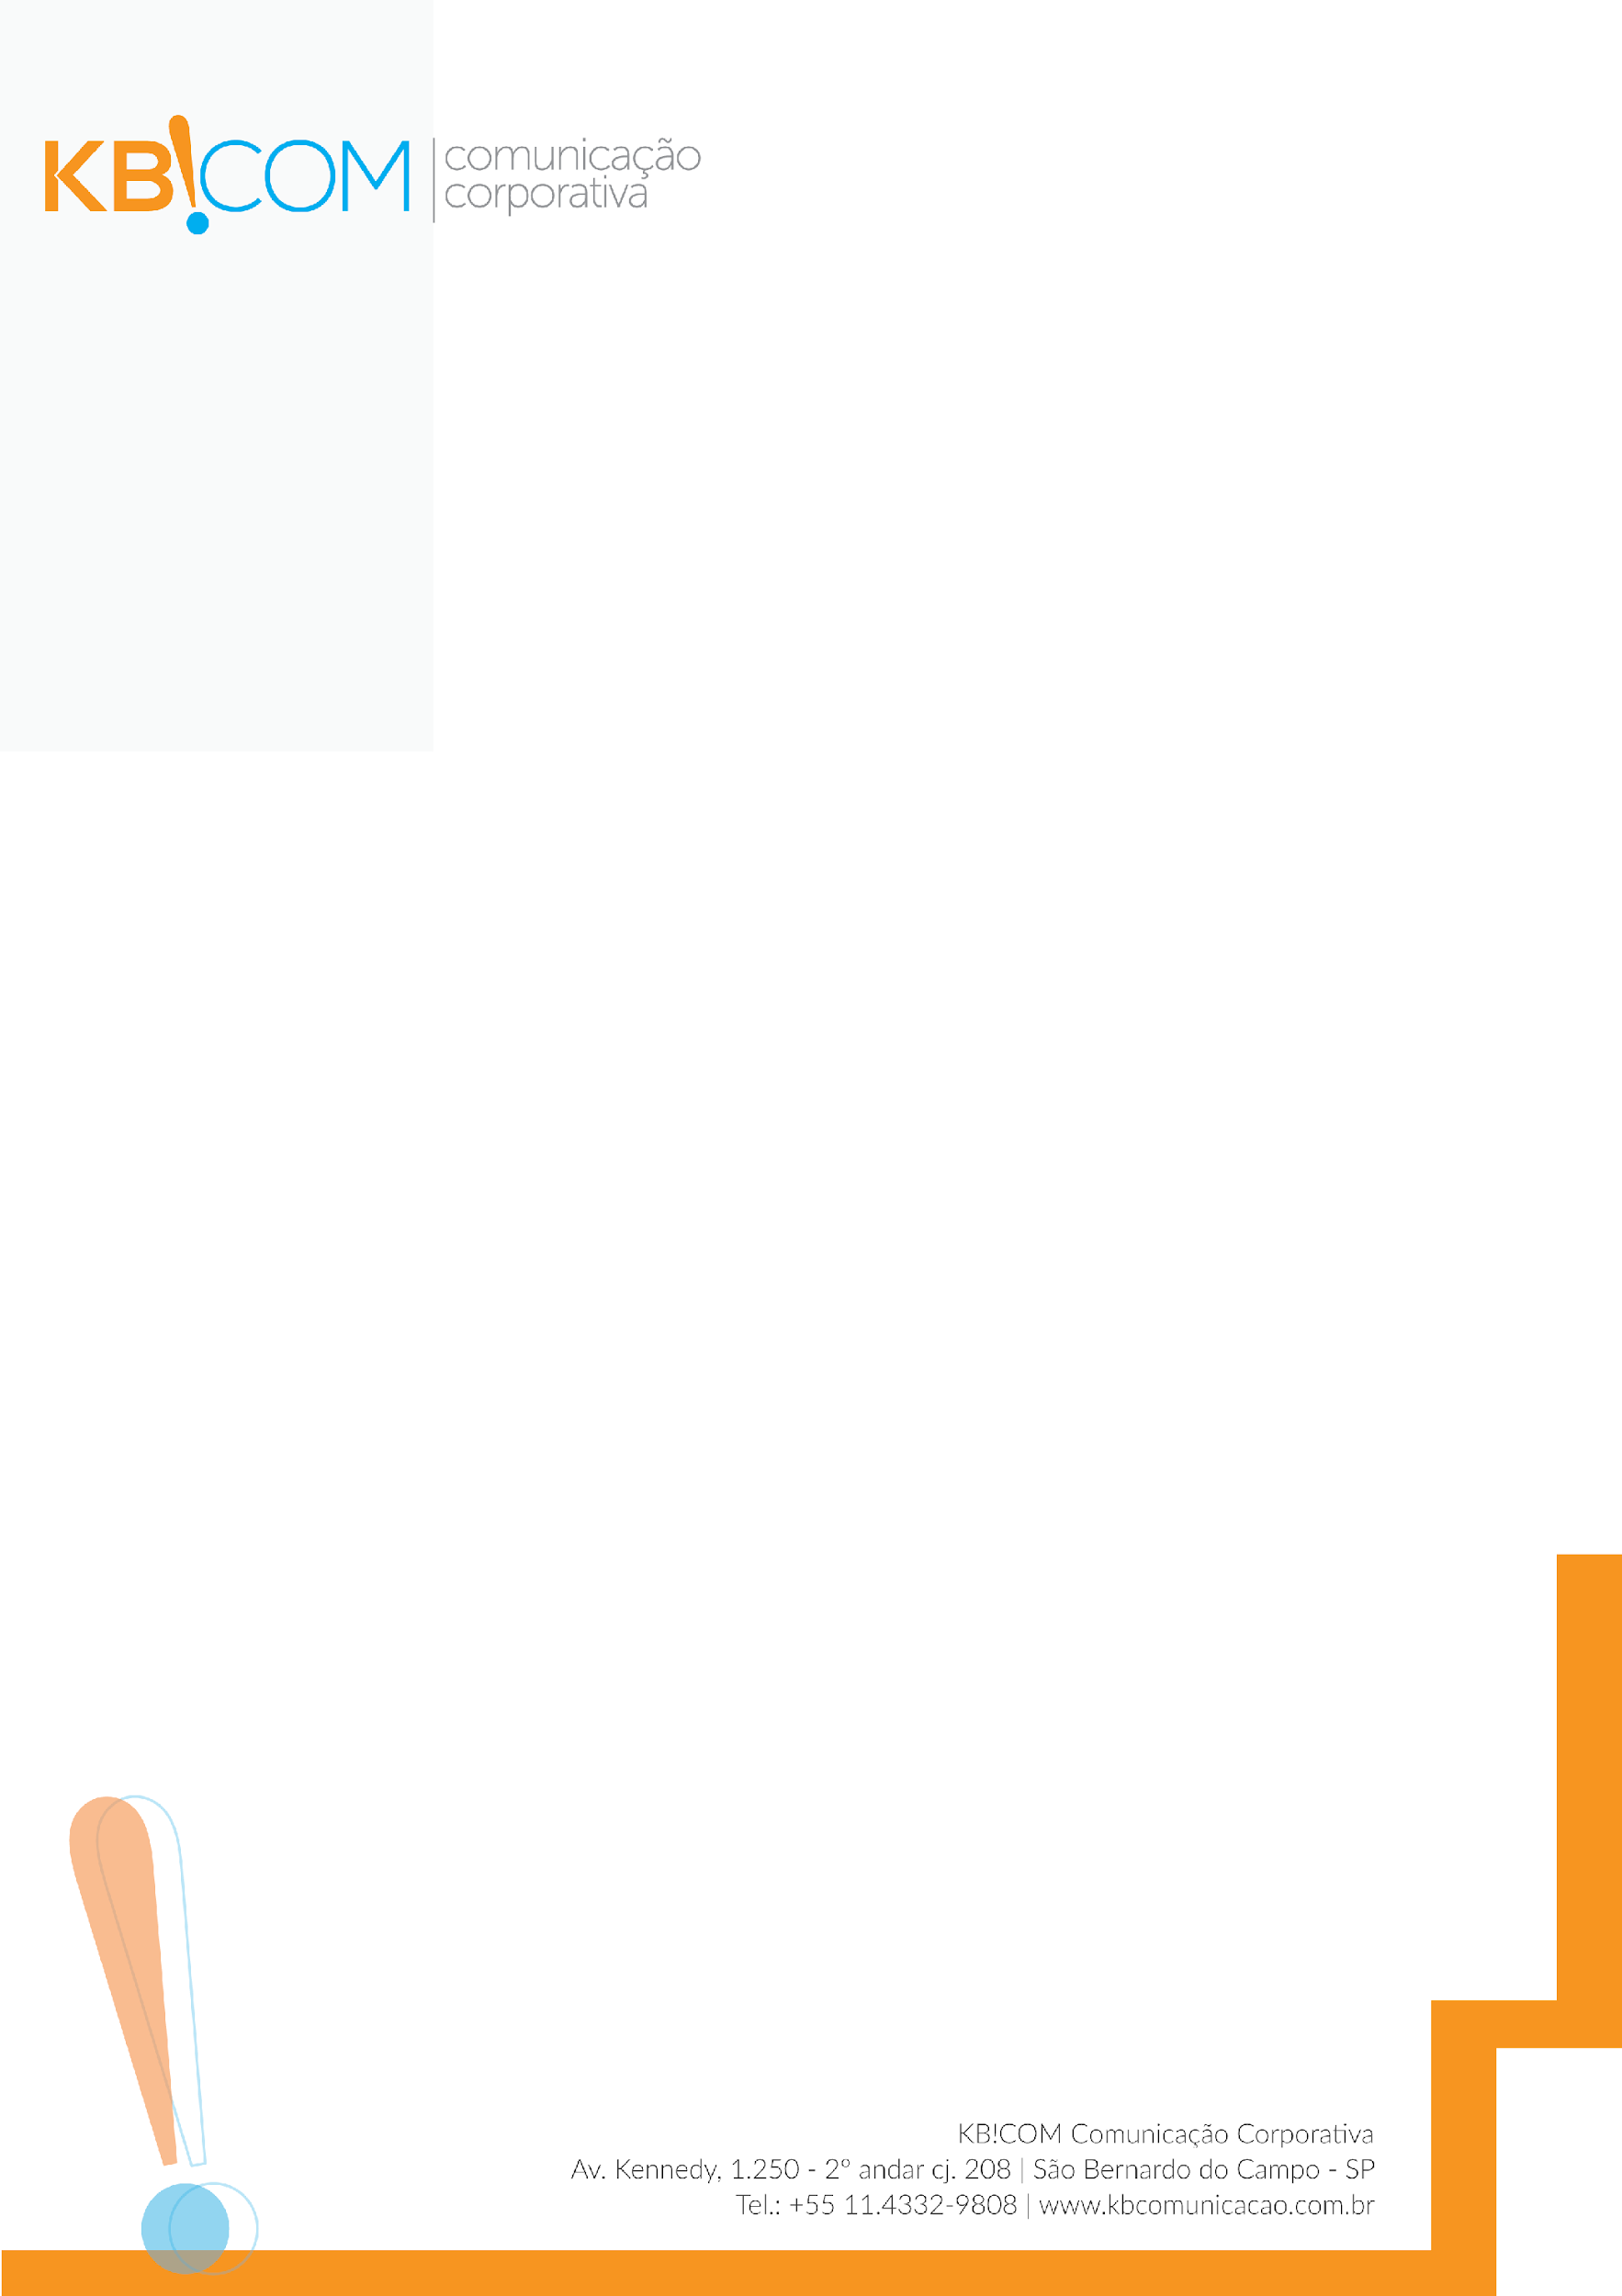 KB!COM
comunicação
corporativa
KB!COM Comunicação Corporativa
Av. Kennedy, 1.250 - 2º andar cj. 208 | São Bernardo do Campo - SP
Tel.: +55 11.4332-9808 | www.kbcomunicacao.com.br